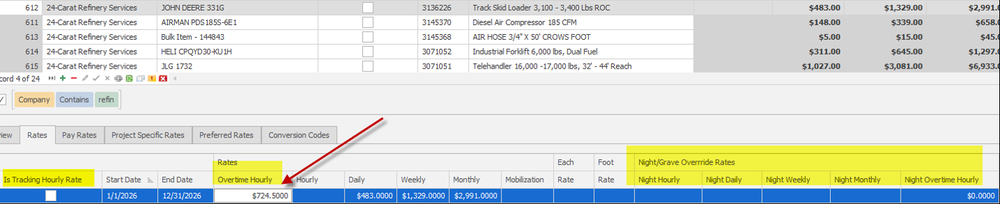 612 24-Carat Refinery Services JOHN DEERE 331G 3136226 Track Skid Loader 3,100 - 3,400 Lbs ROC $483.00 $1,329.00 $2,991.
611 24-Carat Refinery Services AIRMAN PDS185S-6E1 3145370 Diesel Air Compressor 185 CFM $148.00 $339.00 $658.
613 24-Carat Refinery Services Bulk Item - 144843 3145368 AIR HOSE 3/4" X 50' CROWS FOOT $5.00 $15.00 $45.
614 24-Carat Refinery Services HELI CPQYD30-KU1H 3071052 Industrial Forklift 6,000 lbs, Dual Fuel $311.00 $645.00 $1,297.
615 24-Carat Refinery Services JLG 1732 3071051 Telehandler 16,000 -17,000 lbs, 32' - 44' Reach $1,027.00 $3,081.00 $6,933.
cord 4 of 24
Company Contains refin
view Rates Pay Rates Project Specific Rates Preferred Rates Conversion Codes
Rates Each Foot Night/Grave Overrride Rates
Is Tracking Hourly Rate Start Date End Date Overtime Hourly Hourly Daily Weekly Monthly Mobilization Rate Rate Night Hourly Night Daily Night Weekly Night Monthly Night Overtime Hourly
1/1/2026 12/31/2026 $724.5000 $483.0000 $1,329.0000 $2,991.0000 $0.0000